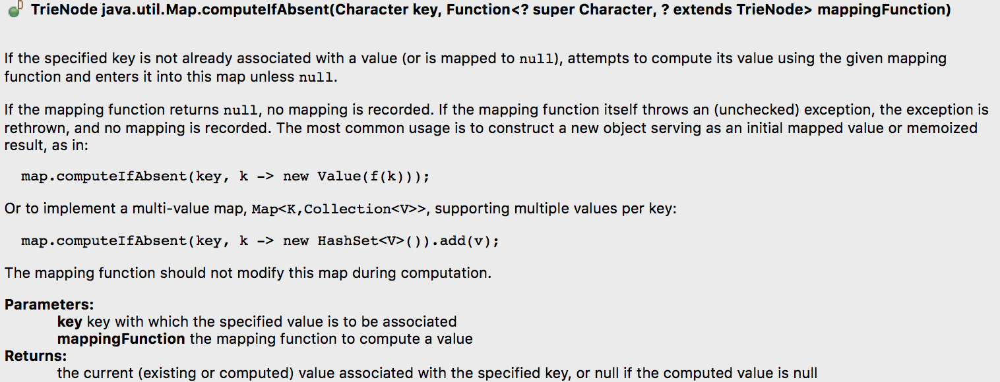 TrieNode java.util.Map.computeIfAbsent(Character key, Function<? super Character, ? extends TrieNode> mappingFunction)
If the specified key is not already associated with a value (or is mapped to null), attempts to compute its value using the given mapping
function and enters it into this map unless null.
If the mapping function returns null, no mapping is recorded. If the mapping function itself throws an (unchecked) exception, the exception is
rethrown, and no mapping is recorded. The most common usage is to construct a new object serving as an initial mapped value or memoized
result, as in:
map.computeIfAbsent(key, k -> new Value(f(k)));
Or to implement a multi-value map, Map<K,Collection<V>>, supporting multiple values per key:
map.computeIfAbsent(key, k -> new HashSet<V>()).add(v);
The mapping function should not modify this map during computation.
Parameters:
key key with which the specified value is to be associated
mappingFunction the mapping function to compute a value
Returns:
the current (existing or computed) value associated with the specified key, or null if the computed value is null